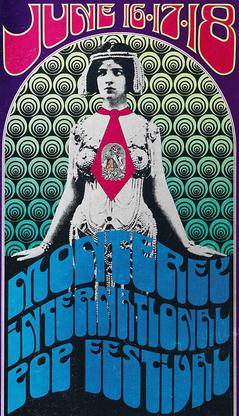 JUNE 16·17·18
MONTEREY
INTERNATIONAL
POP FESTIVAL